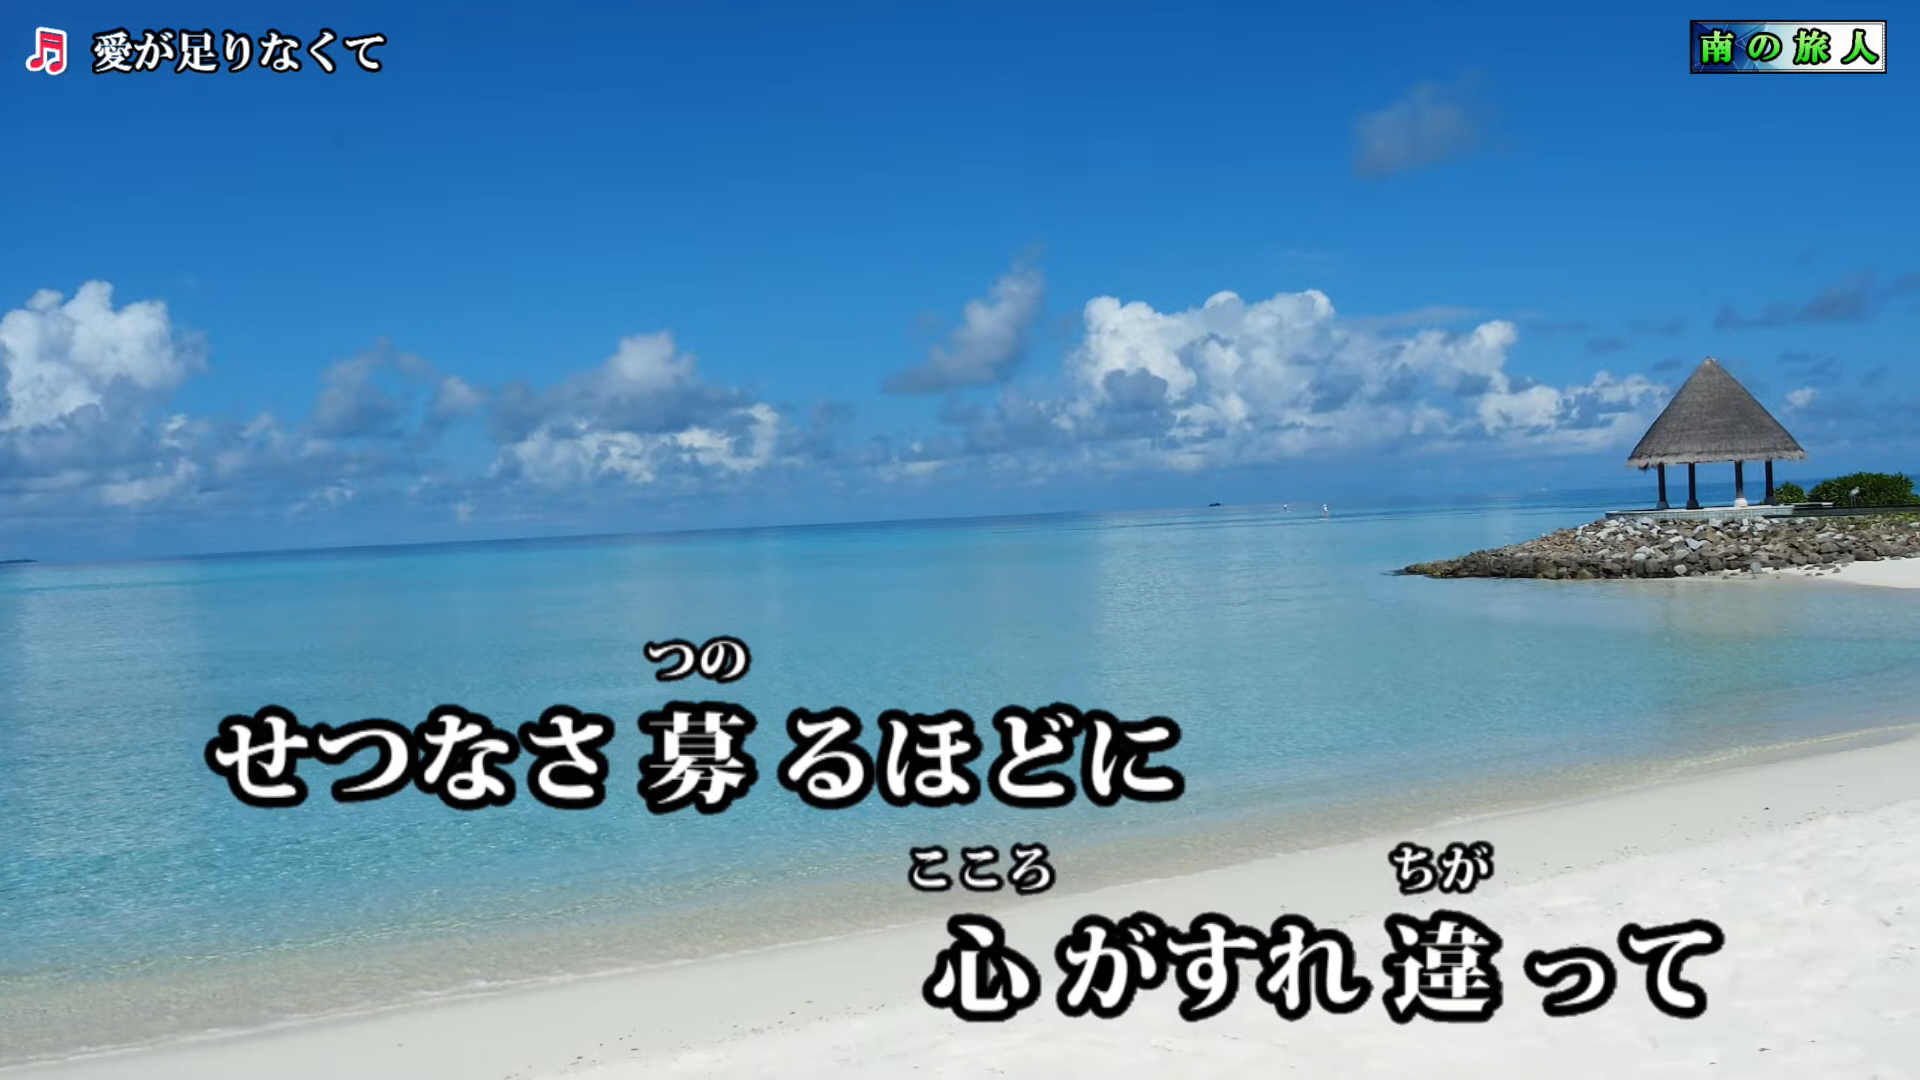 愛が足りなくて
南の旅人
つの
せつなさ募るほどに
こころ ちが
心がすれ違って